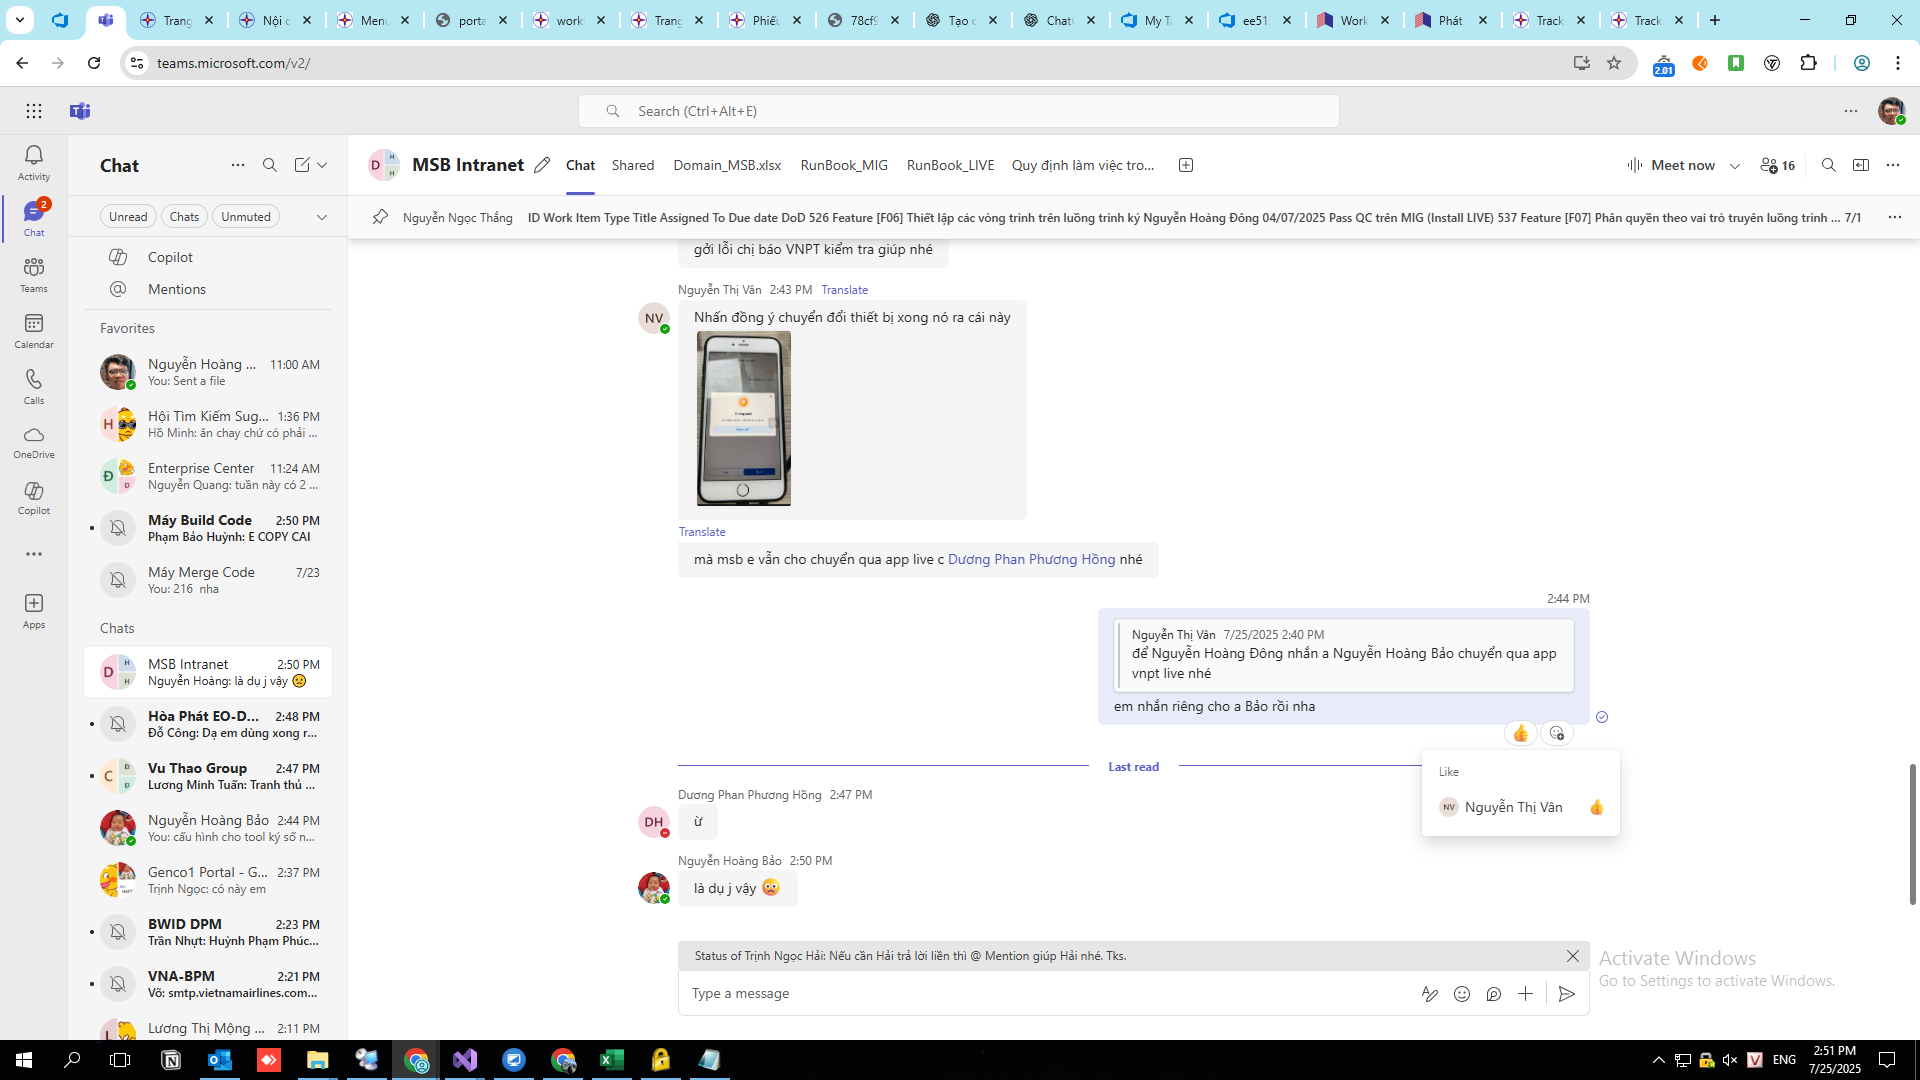 Trang
Nội d
Menu
porta
work
Trang
Phiếu
78cf9
Tạo c
Chat
My Ta
ee51
Work
Phát
Track
Track
teams.microsoft.com/v2/
2.01
Search (Ctrl+Alt+E)
Activity
2
Chat
Teams
Calendar
Calls
OneDrive
Copilot
Apps
Chat
Unread
Chats
Unmuted
Copilot
Mentions
Favorites
Nguyễn Hoàng ... 11:00 AM
You: Sent a file
H
Hội Tìm Kiếm Sug... 1:36 PM
Hồ Minh: ăn chay chứ có phải ...
Đ
D
Enterprise Center 11:24 AM
Nguyễn Quang: tuần này có 2 ...
Máy Build Code 2:50 PM
Phạm Bảo Huỳnh: E COPY CAI
Máy Merge Code 7/23
You: 216 nha
Chats
D H H
MSB Intranet 2:50 PM
Nguyễn Hoàng: là dụ j vậy 😟
Hòa Phát EO-D... 2:48 PM
Đỗ Công: Dạ em dùng xong r...
C Đ Đ
Vu Thao Group 2:47 PM
Lương Minh Tuấn: Tranh thủ ...
Nguyễn Hoàng Bảo 2:44 PM
You: cấu hình cho tool ký số n...
Genco1 Portal - G... 2:37 PM
Trịnh Ngọc: có này em
BWID DPM 2:23 PM
Trần Nhựt: Huỳnh Phạm Phúc...
VNA-BPM 2:21 PM
Võ: smtp.vietnamairlines.com...
L
Lương Thị Mộng ... 2:11 PM
D H H
MSB Intranet
Chat
Shared
Domain_MSB.xlsx
RunBook_MIG
RunBook_LIVE
Quy định làm việc tro...
Meet now
16
Nguyễn Ngọc Thắng ID Work Item Type Title Assigned To Due date DoD 526 Feature [F06] Thiết lập các vòng trình trên luồng trình ký Nguyễn Hoàng Đông 04/07/2025 Pass QC trên MIG (Install LIVE) 537 Feature [F07] Phân quyền theo vai trò truyên luồng trình ... 7/1
gởi lỗi chị báo VNPT kiểm tra giúp nhé
Nguyễn Thị Vân 2:43 PM Translate
NV
Nhấn đồng ý chuyển đổi thiết bị xong nó ra cái này
Translate
mà msb e vẫn cho chuyển qua app live c Dương Phan Phương Hồng nhé
2:44 PM
Nguyễn Thị Vân 7/25/2025 2:40 PM
để Nguyễn Hoàng Đông nhắn a Nguyễn Hoàng Bảo chuyển qua app
vnpt live nhé
em nhắn riêng cho a Bảo rồi nha
Last read
Like
NV Nguyễn Thị Vân 👍
Dương Phan Phương Hồng 2:47 PM
DH
ừ
Nguyễn Hoàng Bảo 2:50 PM
là dụ j vậy 😟
Status of Trịnh Ngọc Hải: Nếu cần Hải trả lời liền thì @ Mention giúp Hải nhé. Tks.
Type a message
Activate Windows
Go to Settings to activate Windows.
ENG
2:51 PM
7/25/2025